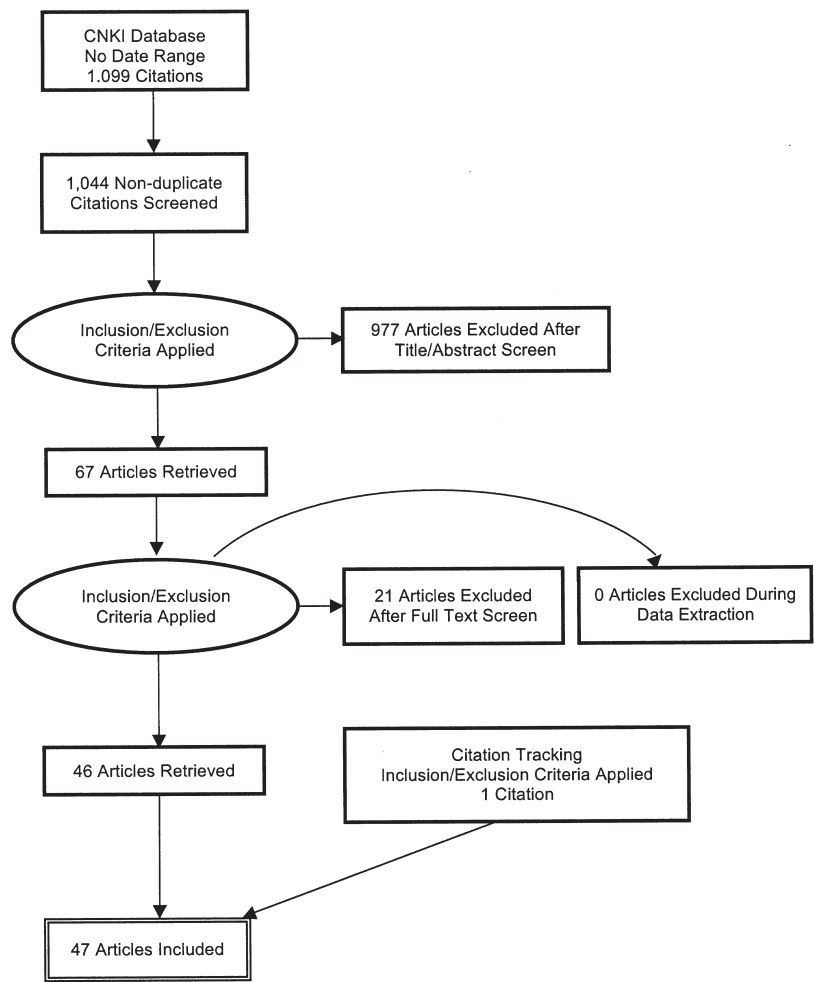 CNKI Database
No Date Range
1.099 Citations
1,044 Non-duplicate
Citations Screened
Inclusion/Exclusion
Criteria Applied
977 Articles Excluded After
Title/Abstract Screen
67 Articles Retrieved
Inclusion/Exclusion
Criteria Applied
21 Articles Excluded
After Full Text Screen
0 Articles Excluded During
Data Extraction
46 Articles Retrieved
Citation Tracking
Inclusion/Exclusion Criteria Applied
1 Citation
47 Articles Included